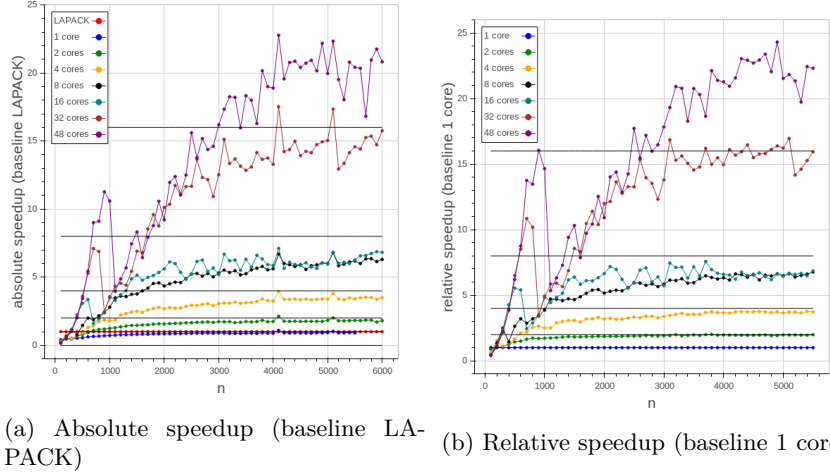 25
20
15
10
5
0
absolute speedup (baseline LAPACK)
LAPACK
1 core
2 cores
4 cores
8 cores
16 cores
32 cores
48 cores
0
1000
2000
3000
4000
5000
6000
n
(a) Absolute speedup (baseline LA-
PACK)
25
20
15
10
5
0
relative speedup (baseline 1 core)
1 core
2 cores
4 cores
8 cores
16 cores
32 cores
48 cores
0
1000
2000
3000
4000
5000
n
(b) Relative speedup (baseline 1 core